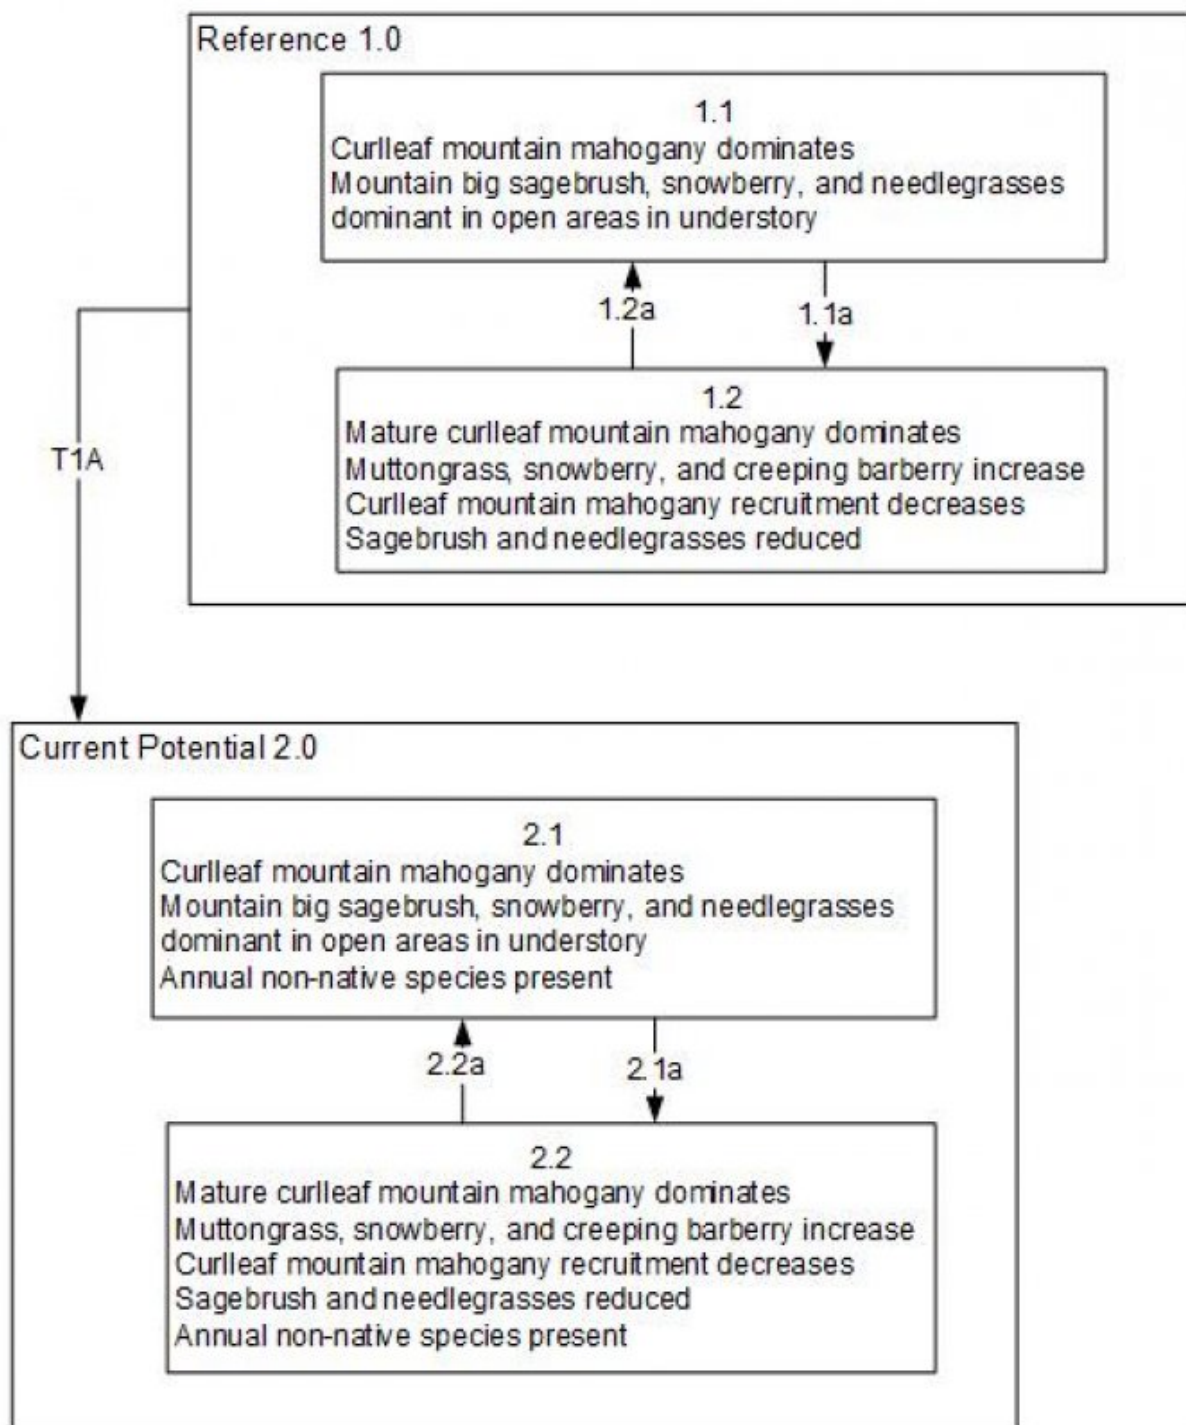 Reference 1.0
1.1
Curlleaf mountain mahogany dominates
Mountain big sagebrush, snowberry, and needlegrasses
dominant in open areas in understory
1.2a
1.1a
1.2
Mature curlleaf mountain mahogany dominates
Muttongrass, snowberry, and creeping barberry increase
Curlleaf mountain mahogany recruitment decreases
Sagebrush and needlegrasses reduced
T1A
Current Potential 2.0
2.1
Curlleaf mountain mahogany dominates
Mountain big sagebrush, snowberry, and needlegrasses
dominant in open areas in understory
Annual non-native species present
2.2a
2.1a
2.2
Mature curlleaf mountain mahogany dominates
Muttongrass, snowberry, and creeping barberry increase
Curlleaf mountain mahogany recruitment decreases
Sagebrush and needlegrasses reduced
Annual non-native species present